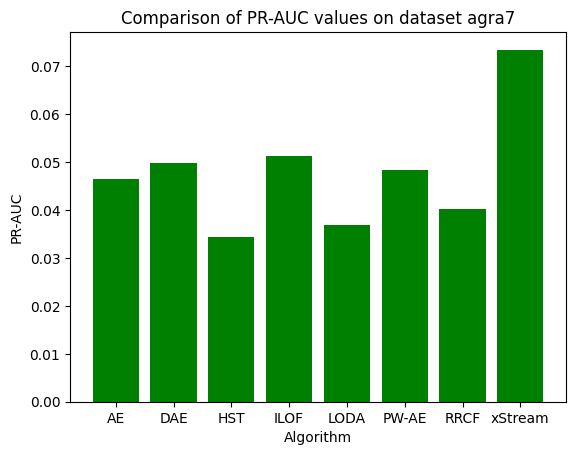 Comparison of PR-AUC values on dataset agra7
PR-AUC
0.07
0.06
0.05
0.04
0.03
0.02
0.01
0.00
AE DAE HST ILOF LODA PW-AE RRCF xStream
Algorithm